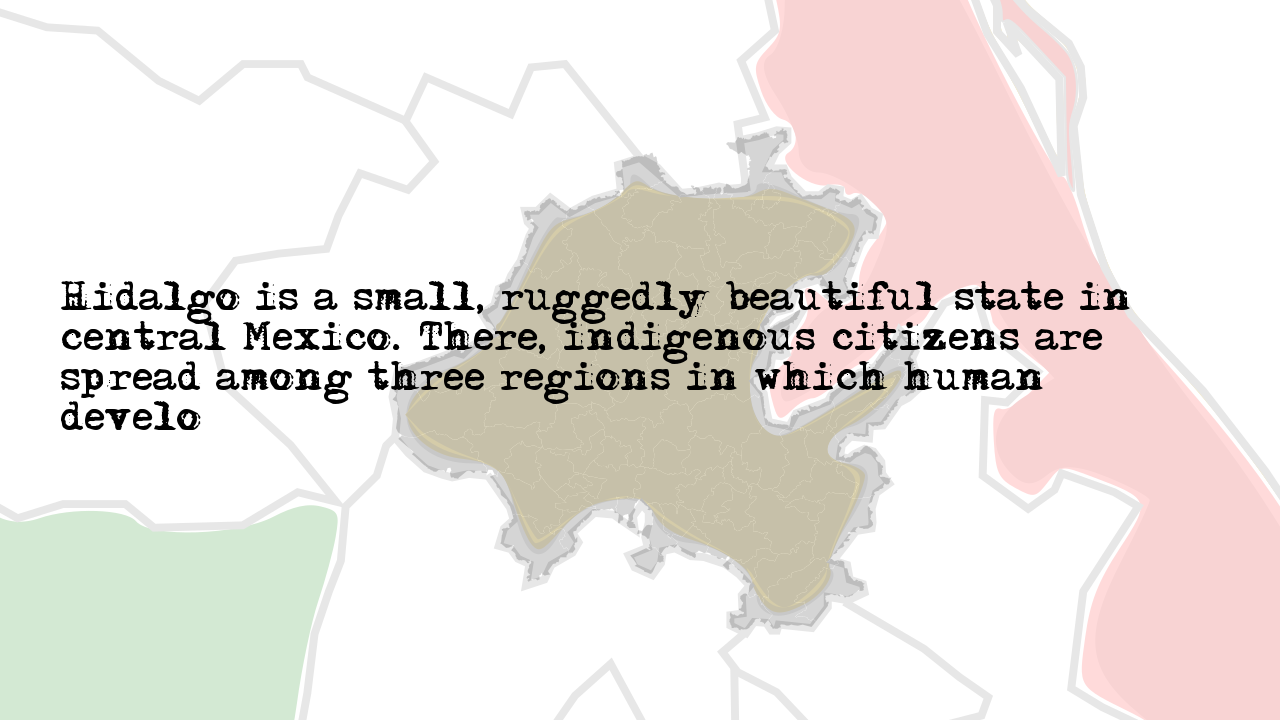 Hidalgo is a small, ruggedly beautiful state in
central Mexico. There, indigenous citizens are
spread among three regions in which human
develo